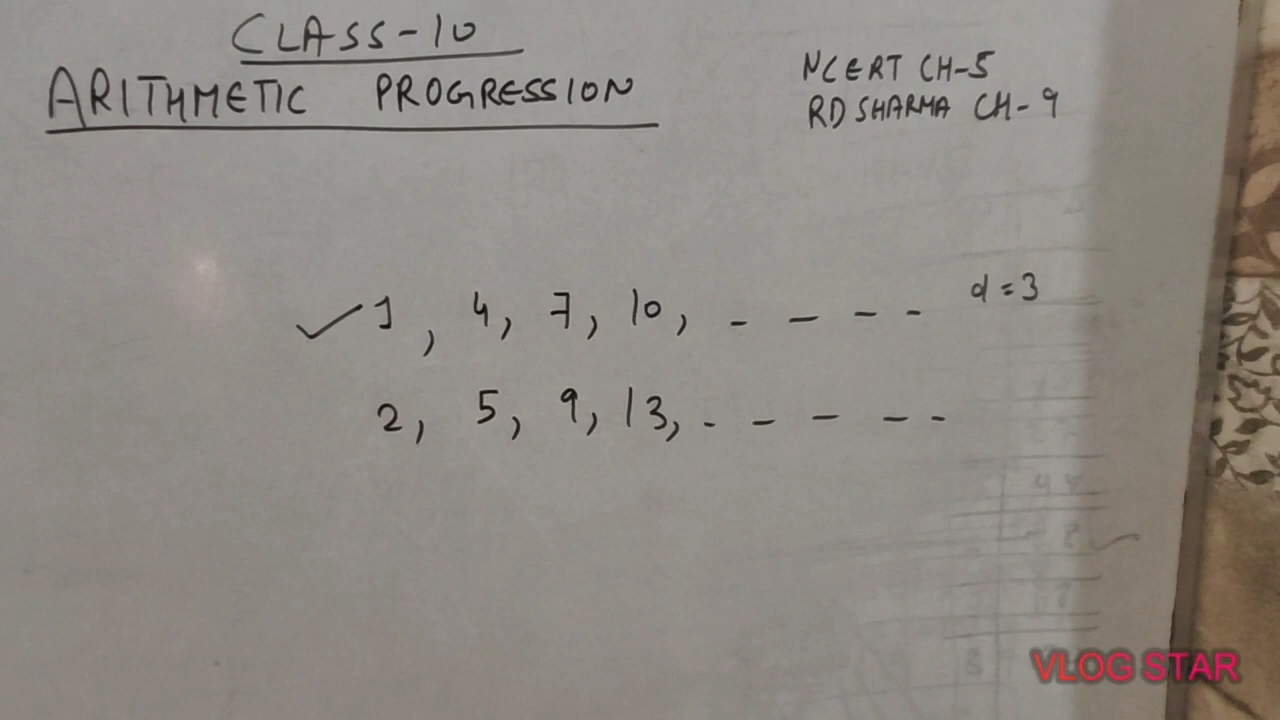 CLASS-10
ARITHMETIC PROGRESSION
NCERT CH-5
RD SHARMA CH-9
✓ 1, 4, 7, 10, - - - - d=3
2, 5, 9, 13, - - - - -
VLOG STAR